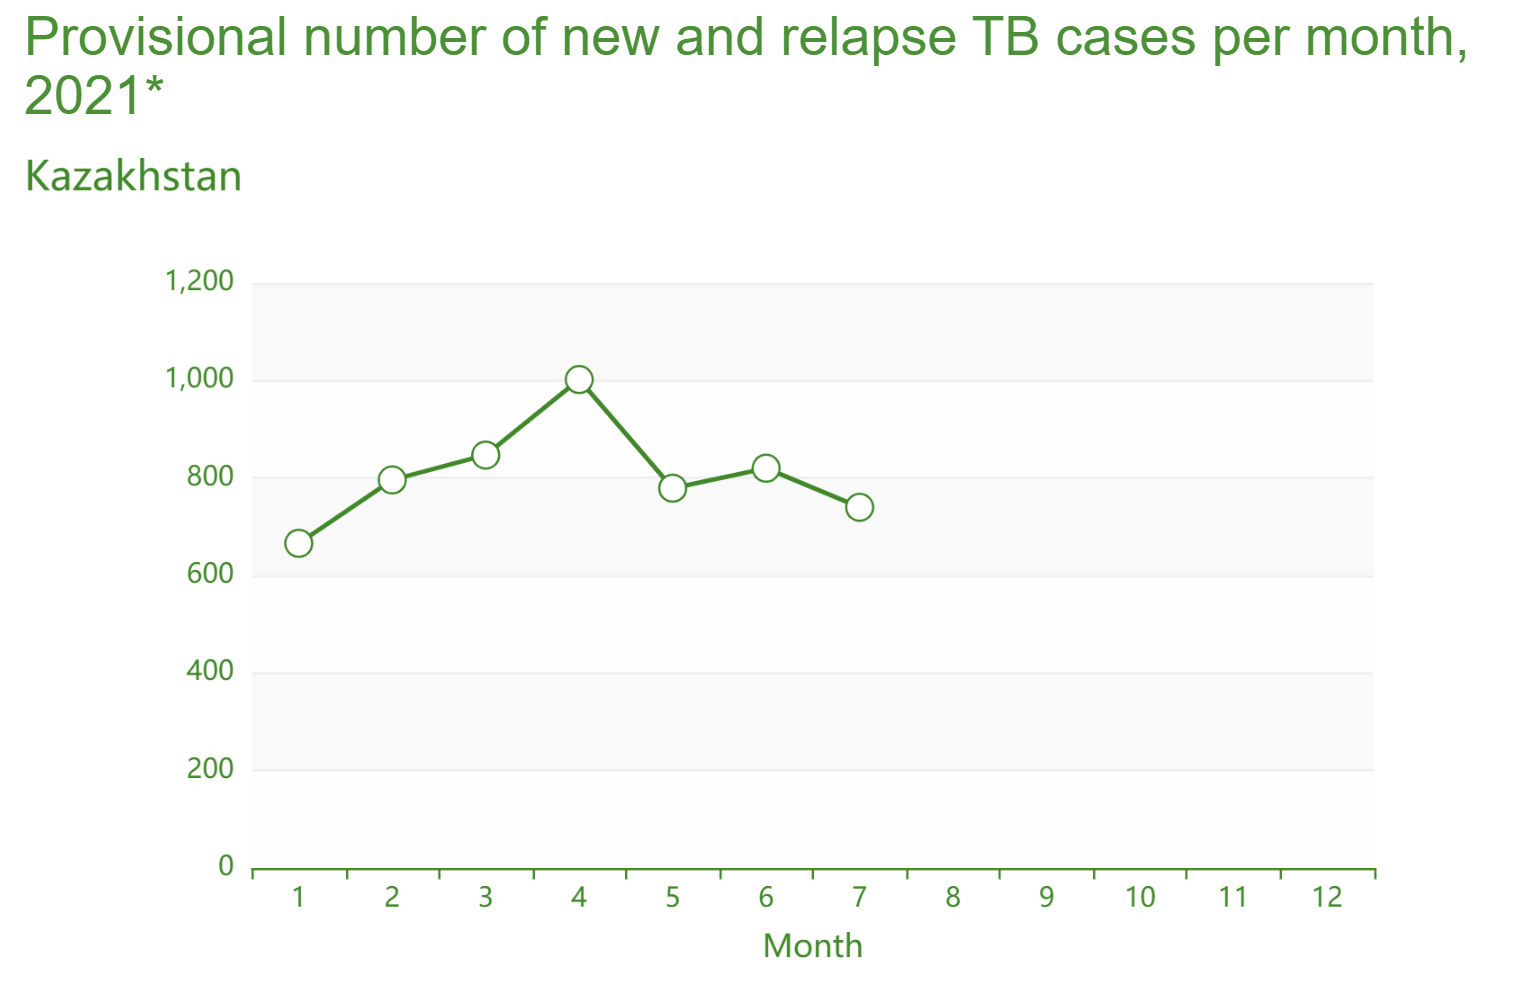 Provisional number of new and relapse TB cases per month,
2021*
Kazakhstan
1,200
1,000
800
600
400
200
0
1 2 3 4 5 6 7 8 9 10 11 12
Month